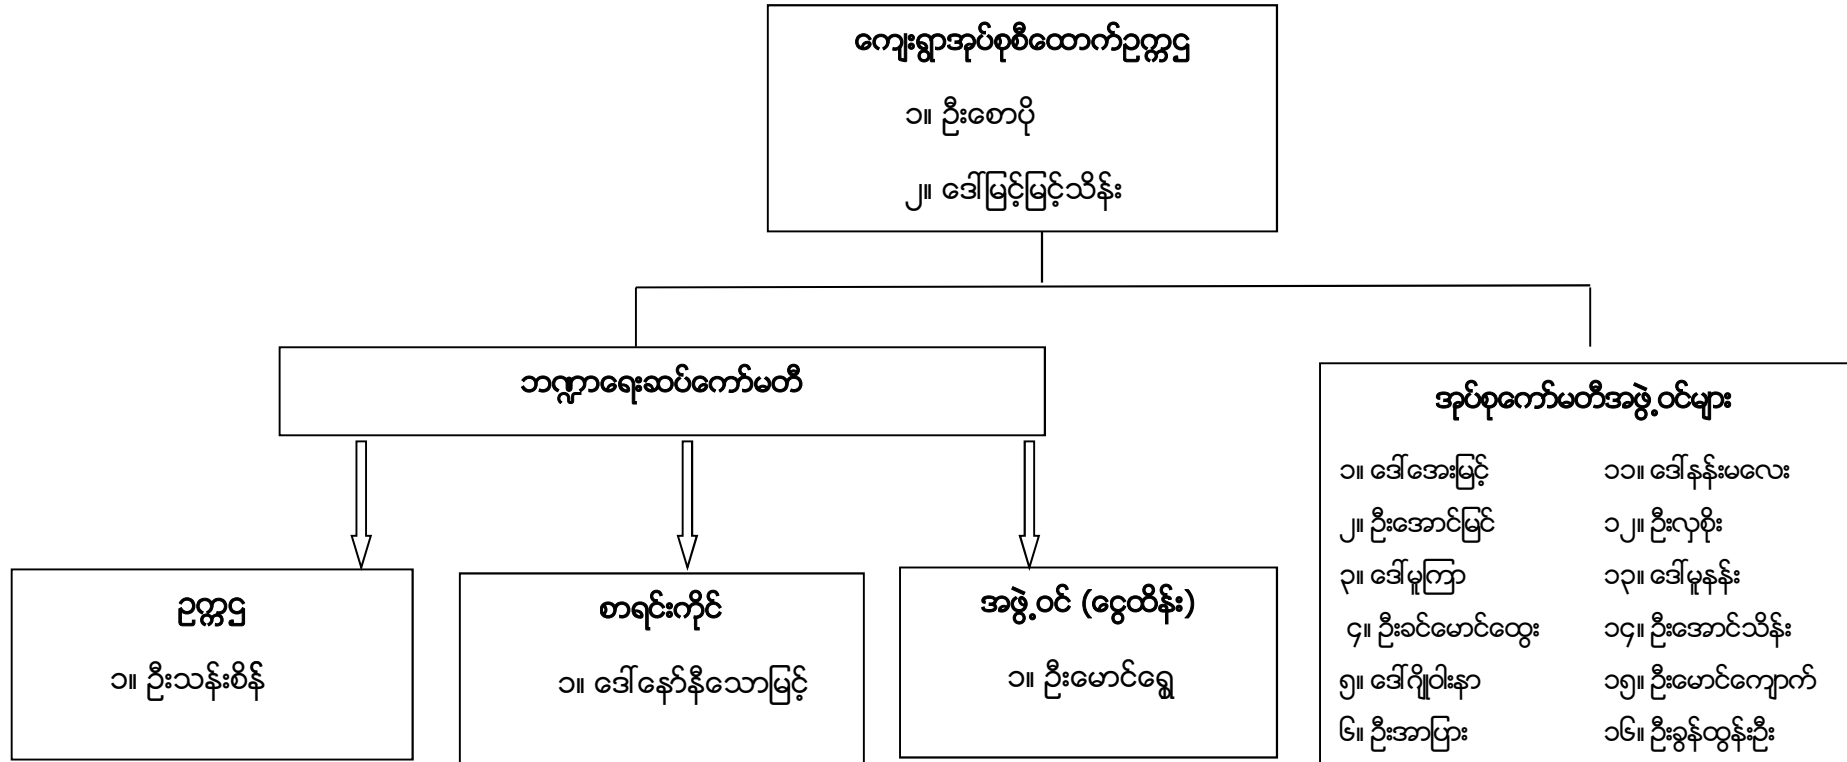 ကျေးရွာအုပ်စုစီထောက်ဥက္ကဌ
၁။ ဦးစောပို
၂။ ဒေါ်မြင့်မြင့်သိန်း
ဘဏ္ဍာရေးဆပ်ကော်မတီ
ဥက္ကဌ
၁။ ဦးသန်းစိန်
စာရင်းကိုင်
၁။ ဒေါ်နော်နီသောမြင့်
အဖွဲ့ဝင် (ငွေထိန်း)
၁။ ဦးမောင်ရွှေ
အုပ်စုကော်မတီအဖွဲ့ဝင်များ
၁။ ဒေါ်အေးမြင့်
၂။ ဦးအောင်မြင်
၃။ ဒေါ်မူကြာ
၄။ ဦးခင်မောင်ထွေး
၅။ ဒေါ်ဂျိုဝါးနာ
၆။ ဦးအာပြား
၁၁။ ဒေါ်နန်းမလေး
၁၂။ ဦးလှစိုး
၁၃။ ဒေါ်မူနန်း
၁၄။ ဦးအောင်သိန်း
၁၅။ ဦးမောင်ကျောက်
၁၆။ ဦးခွန်ထွန်းဦး